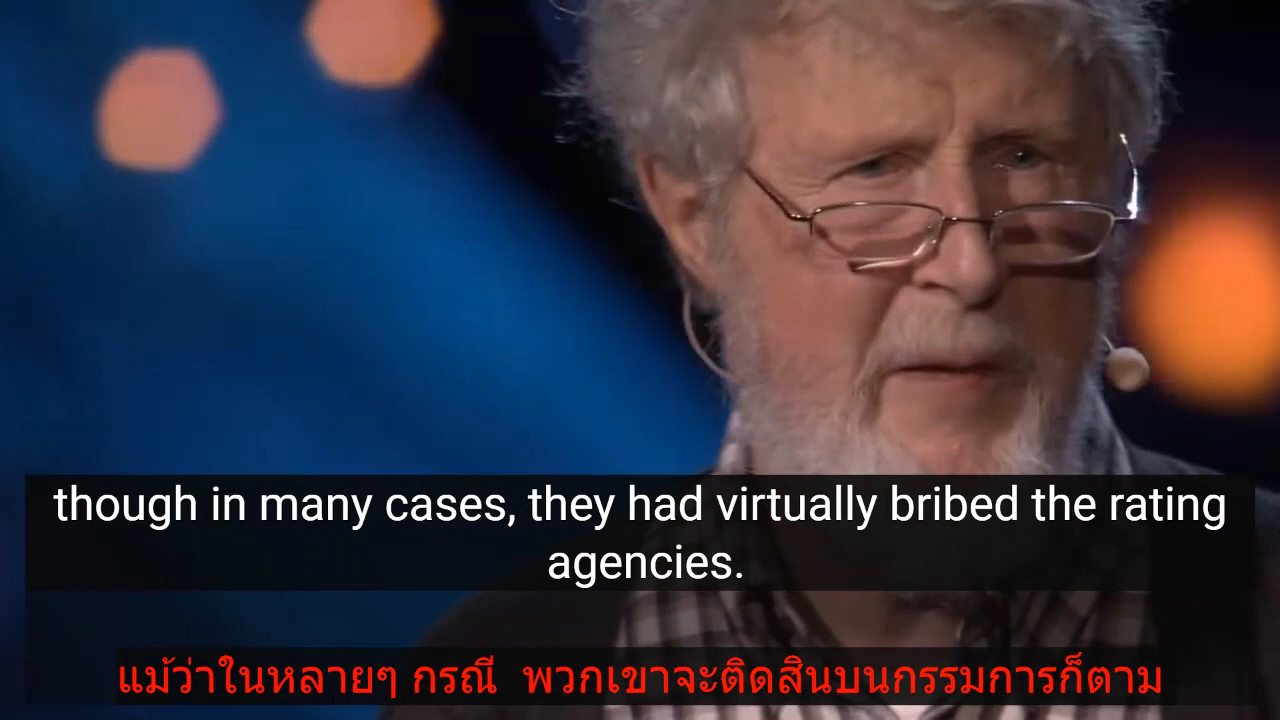 though in many cases, they had virtually bribed the rating
agencies.
แม้ว่าในหลายๆ กรณี  พวกเขาจะติดสินบนกรรมการก็ตาม